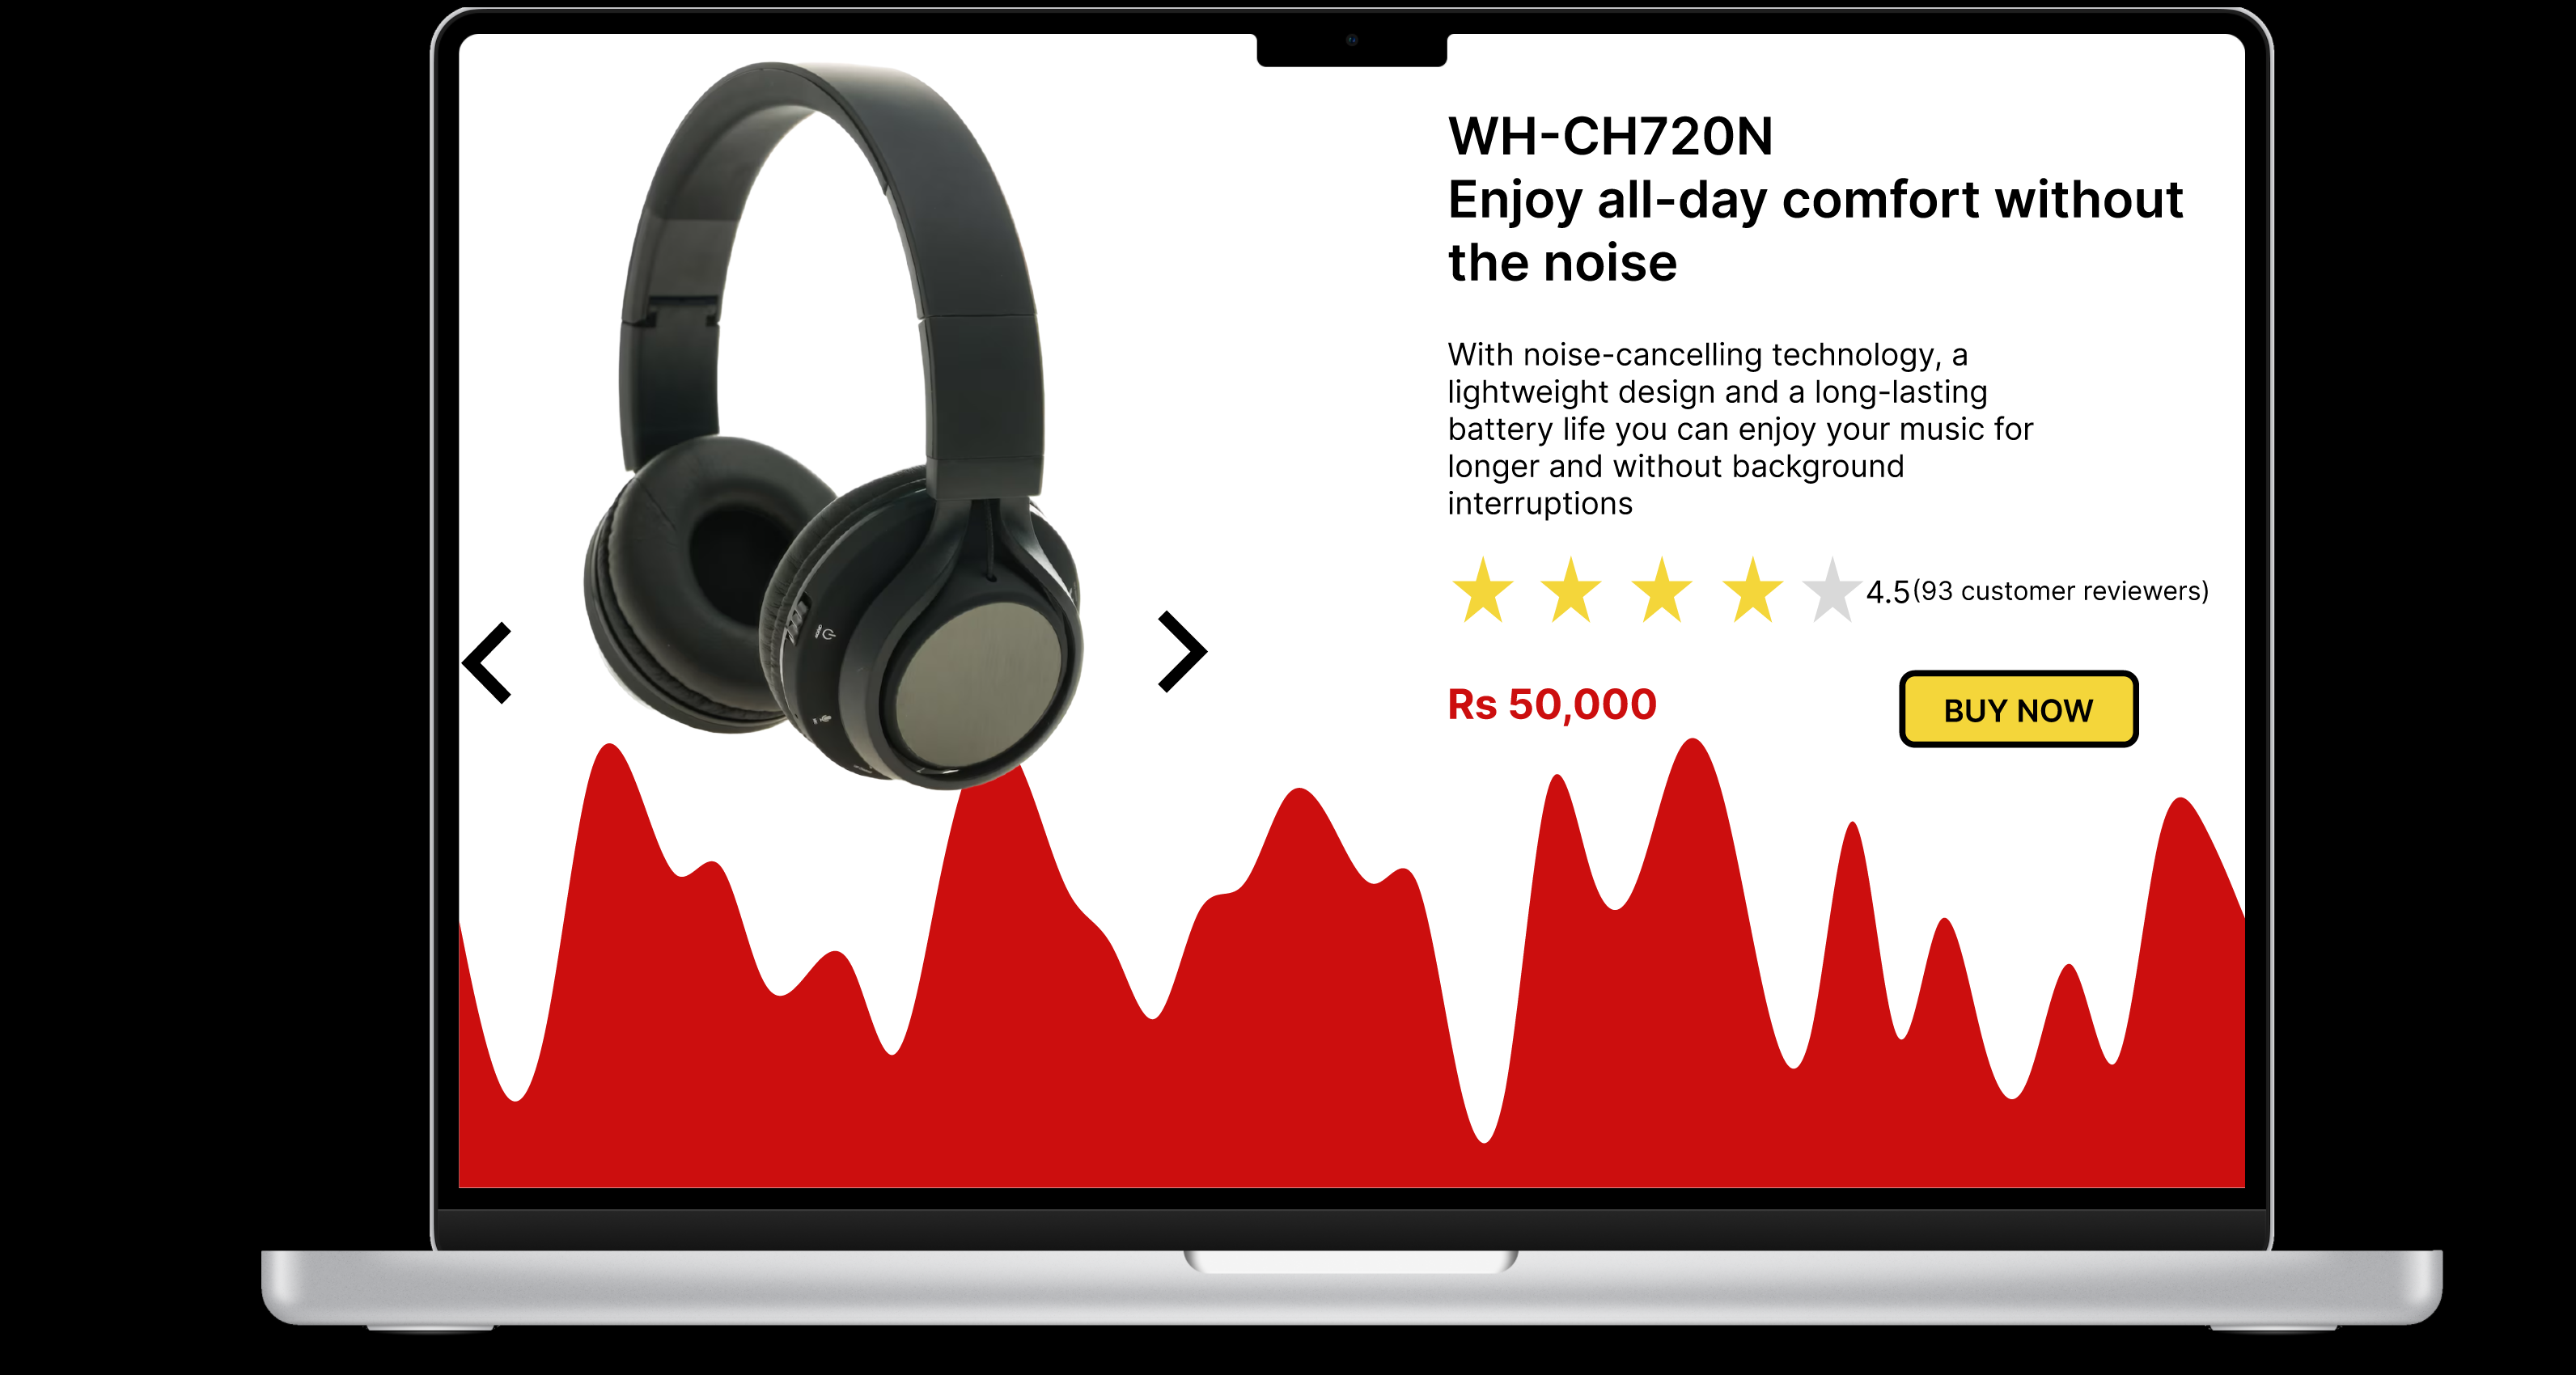 WH-CH720N
Enjoy all-day comfort without
the noise
With noise-cancelling technology, a
lightweight design and a long-lasting
battery life you can enjoy your music for
longer and without background
interruptions
4.5(93 customer reviewers)
Rs 50,000
BUY NOW